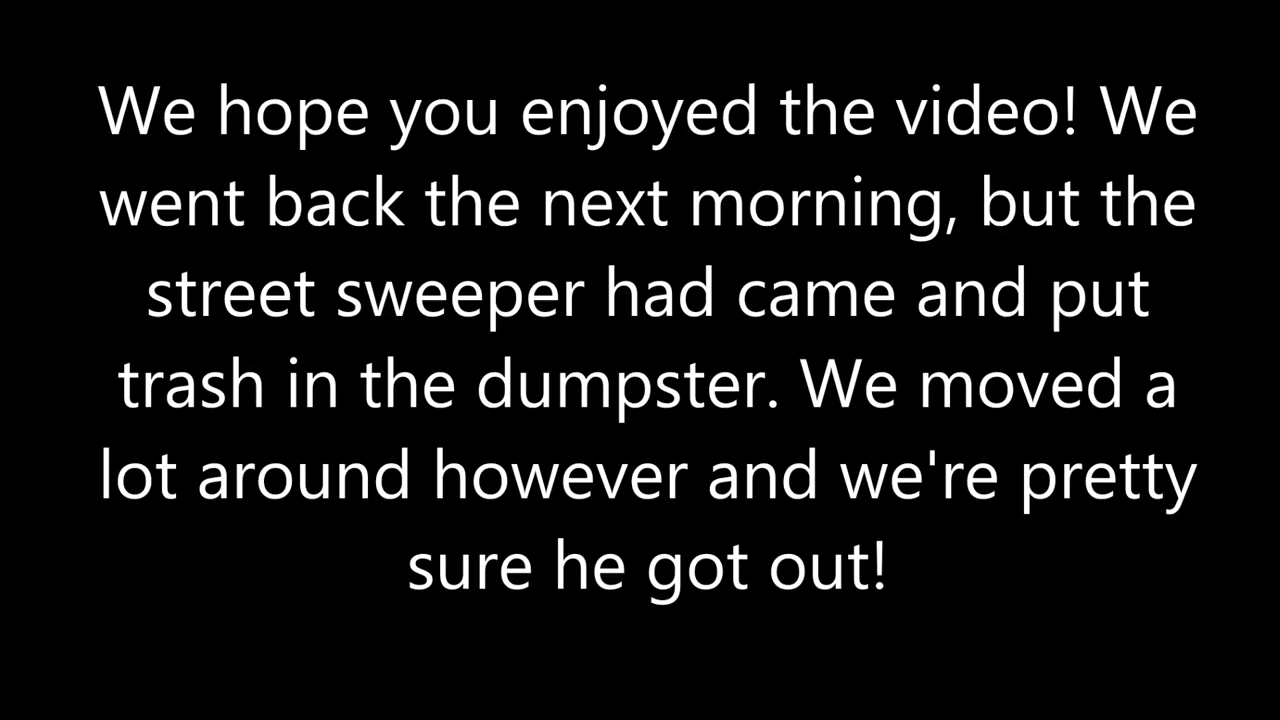 We hope you enjoyed the video! We
went back the next morning, but the
street sweeper had came and put
trash in the dumpster. We moved a
lot around however and we're pretty
sure he got out!